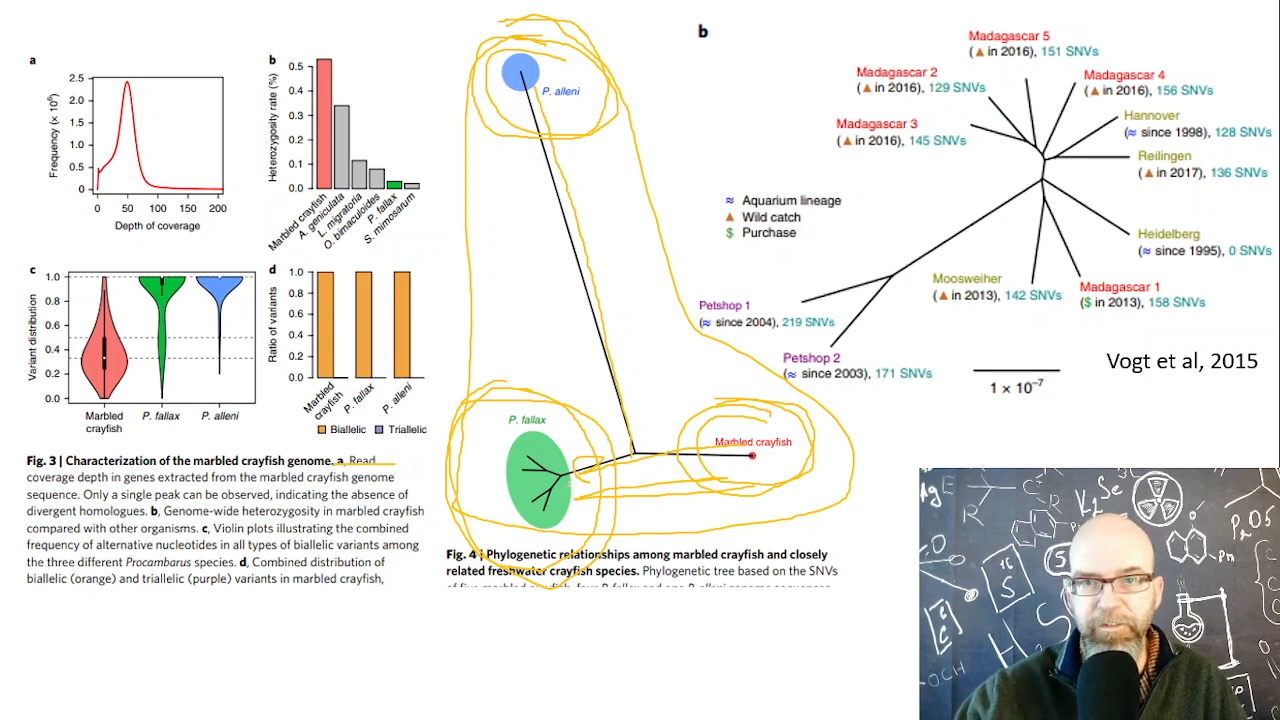 a
2.5
2.0
1.5
1.0
0.5
0
Frequency (× 10⁶)
0 50 100 150 200
Depth of coverage
b
0.5
0.4
0.3
0.2
0.1
0.0
Heterozygosity rate (%)
Marbled crayfish
A. geniculata
L. migratoria
O. bimaculoides
P. fallax
S. mimosarum
c
1.0
0.8
0.6
0.4
0.2
0.0
Variant distribution
Marbled
crayfish
P. fallax
P. alleni
d
1.0
0.8
0.6
0.4
0.2
0.0
Ratio of variants
Marbled
crayfish
P. fallax
P. alleni
Biallelic Triallelic
Fig. 3 | Characterization of the marbled crayfish genome. a, Read
coverage depth in genes extracted from the marbled crayfish genome
sequence. Only a single peak can be observed, indicating the absence of
divergent homologues. b, Genome-wide heterozygosity in marbled crayfish
compared with other organisms. c, Violin plots illustrating the combined
frequency of alternative nucleotides in all types of biallelic variants among
the three different Procambarus species. d, Combined distribution of
biallelic (orange) and triallelic (purple) variants in marbled crayfish,
P. alleni
P. fallax
Marbled crayfish
Fig. 4 | Phylogenetic relationships among marbled crayfish and closely
related freshwater crayfish species. Phylogenetic tree based on the SNVs
b
Madagascar 5
(▲ in 2016), 151 SNVs
Madagascar 2
(▲ in 2016), 129 SNVs
Madagascar 4
(▲ in 2016), 156 SNVs
Madagascar 3
(▲ in 2016), 145 SNVs
Hannover
(≈ since 1998), 128 SNVs
Reilingen
(▲ in 2017), 136 SNVs
≈ Aquarium lineage
▲ Wild catch
$ Purchase
Heidelberg
(≈ since 1995), 0 SNVs
Moosweiher
(▲ in 2013), 142 SNVs
Madagascar 1
($ in 2013), 158 SNVs
Petshop 1
(≈ since 2004), 219 SNVs
Petshop 2
(≈ since 2003), 171 SNVs
1 × 10⁻⁷
Vogt et al, 2015
Ag E
R
C
R
K₂Se
P₂O5
S
H S
OCH